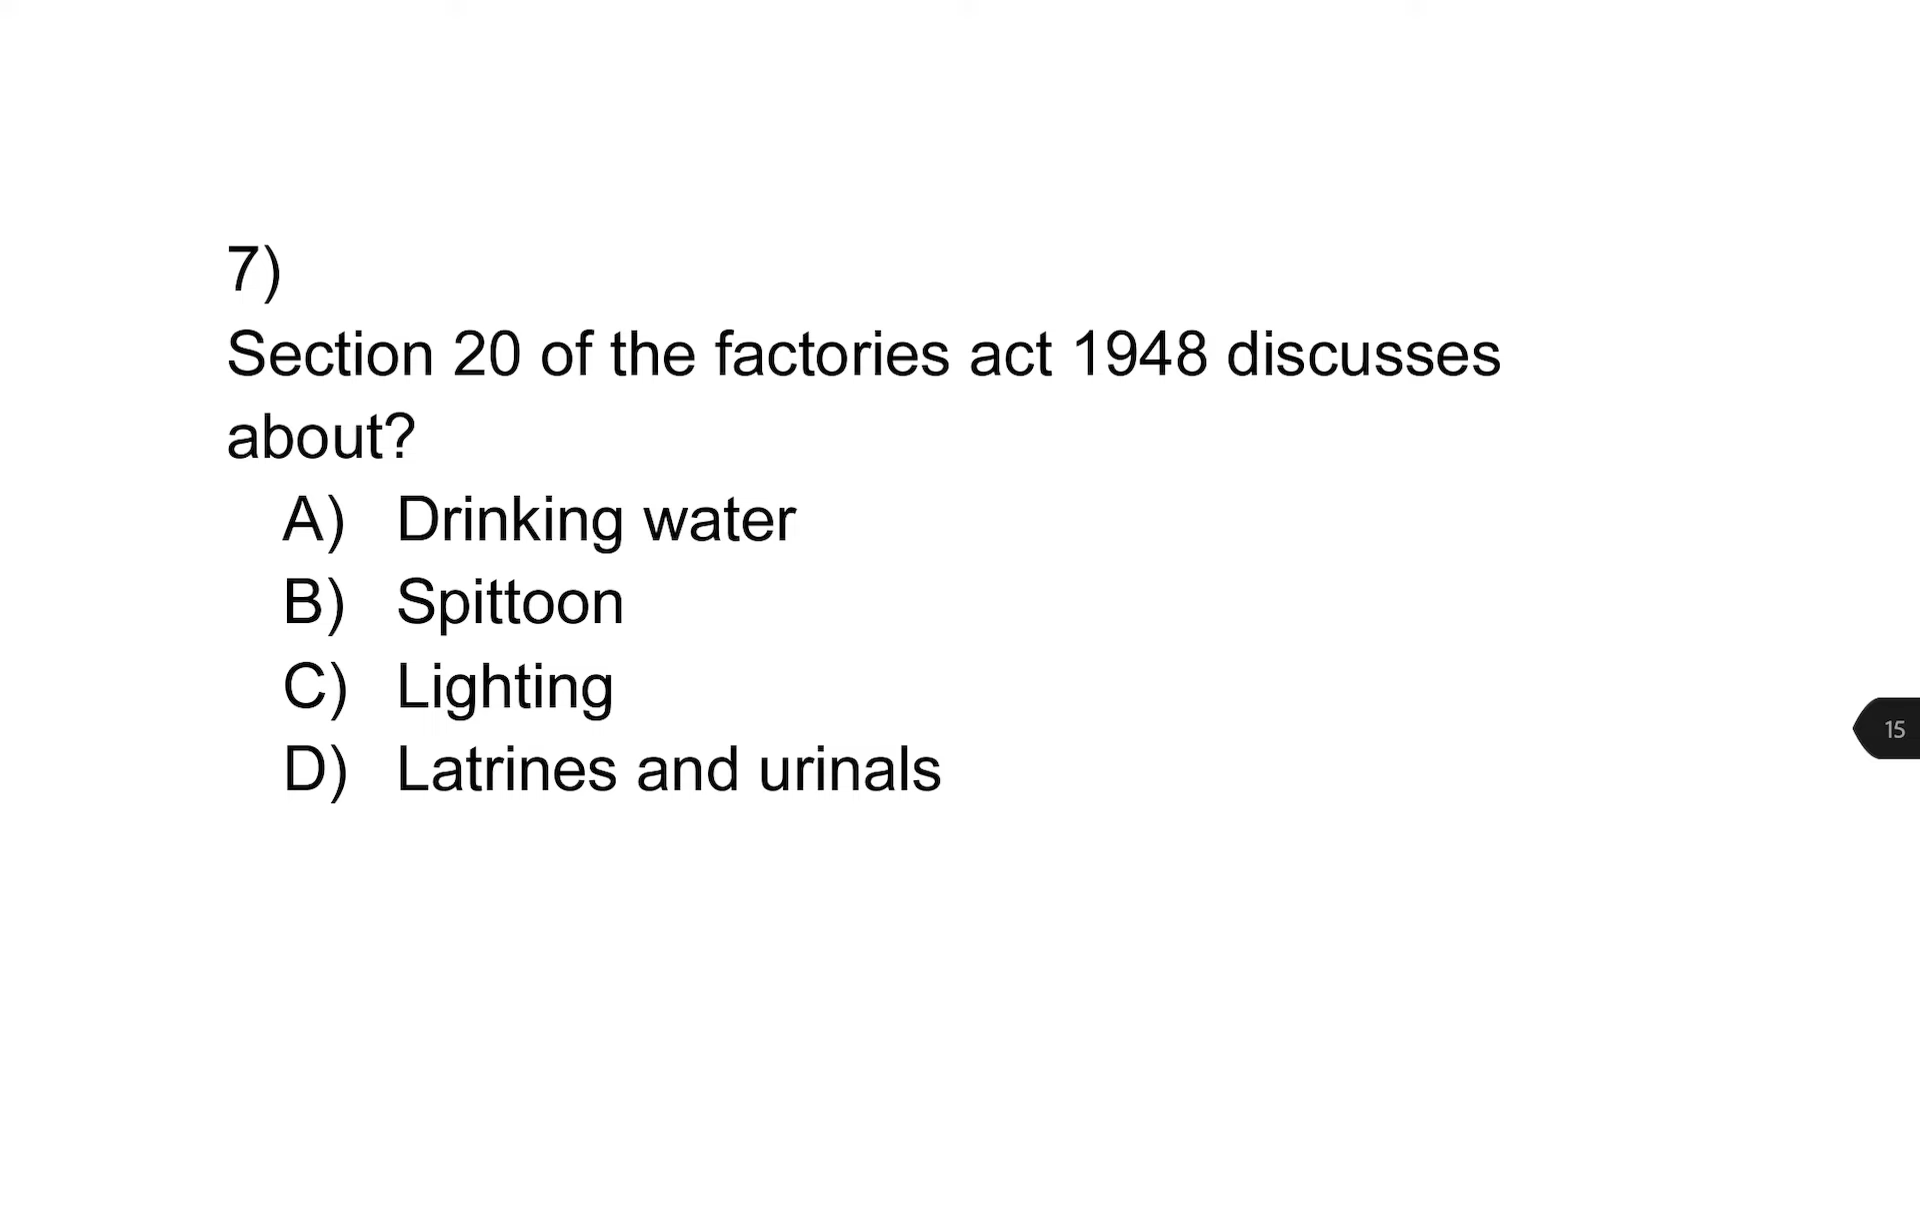 7)
Section 20 of the factories act 1948 discusses
about?
A) Drinking water
B) Spittoon
C) Lighting
D) Latrines and urinals
15